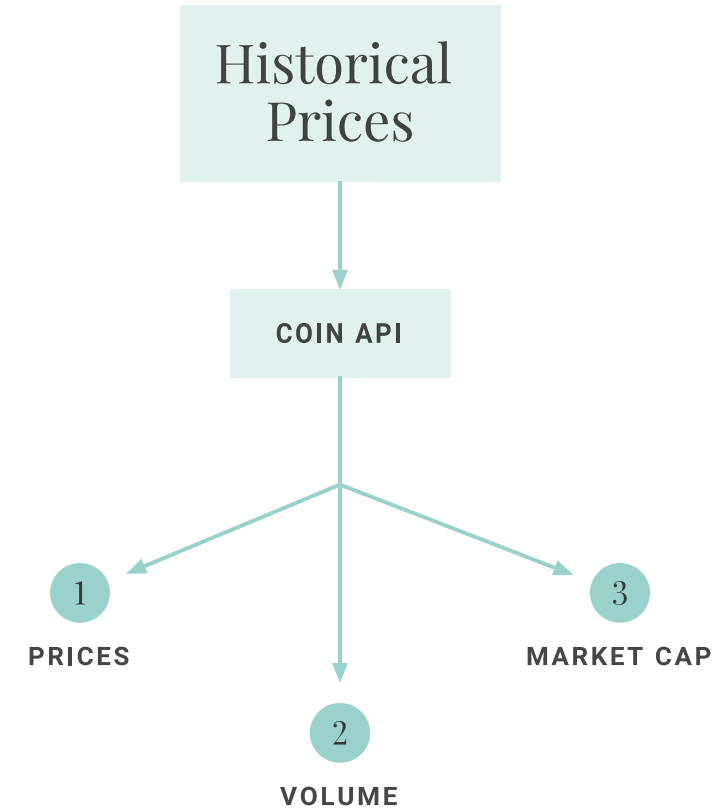 Historical
Prices
COIN API
1
PRICES
3
MARKET CAP
2
VOLUME